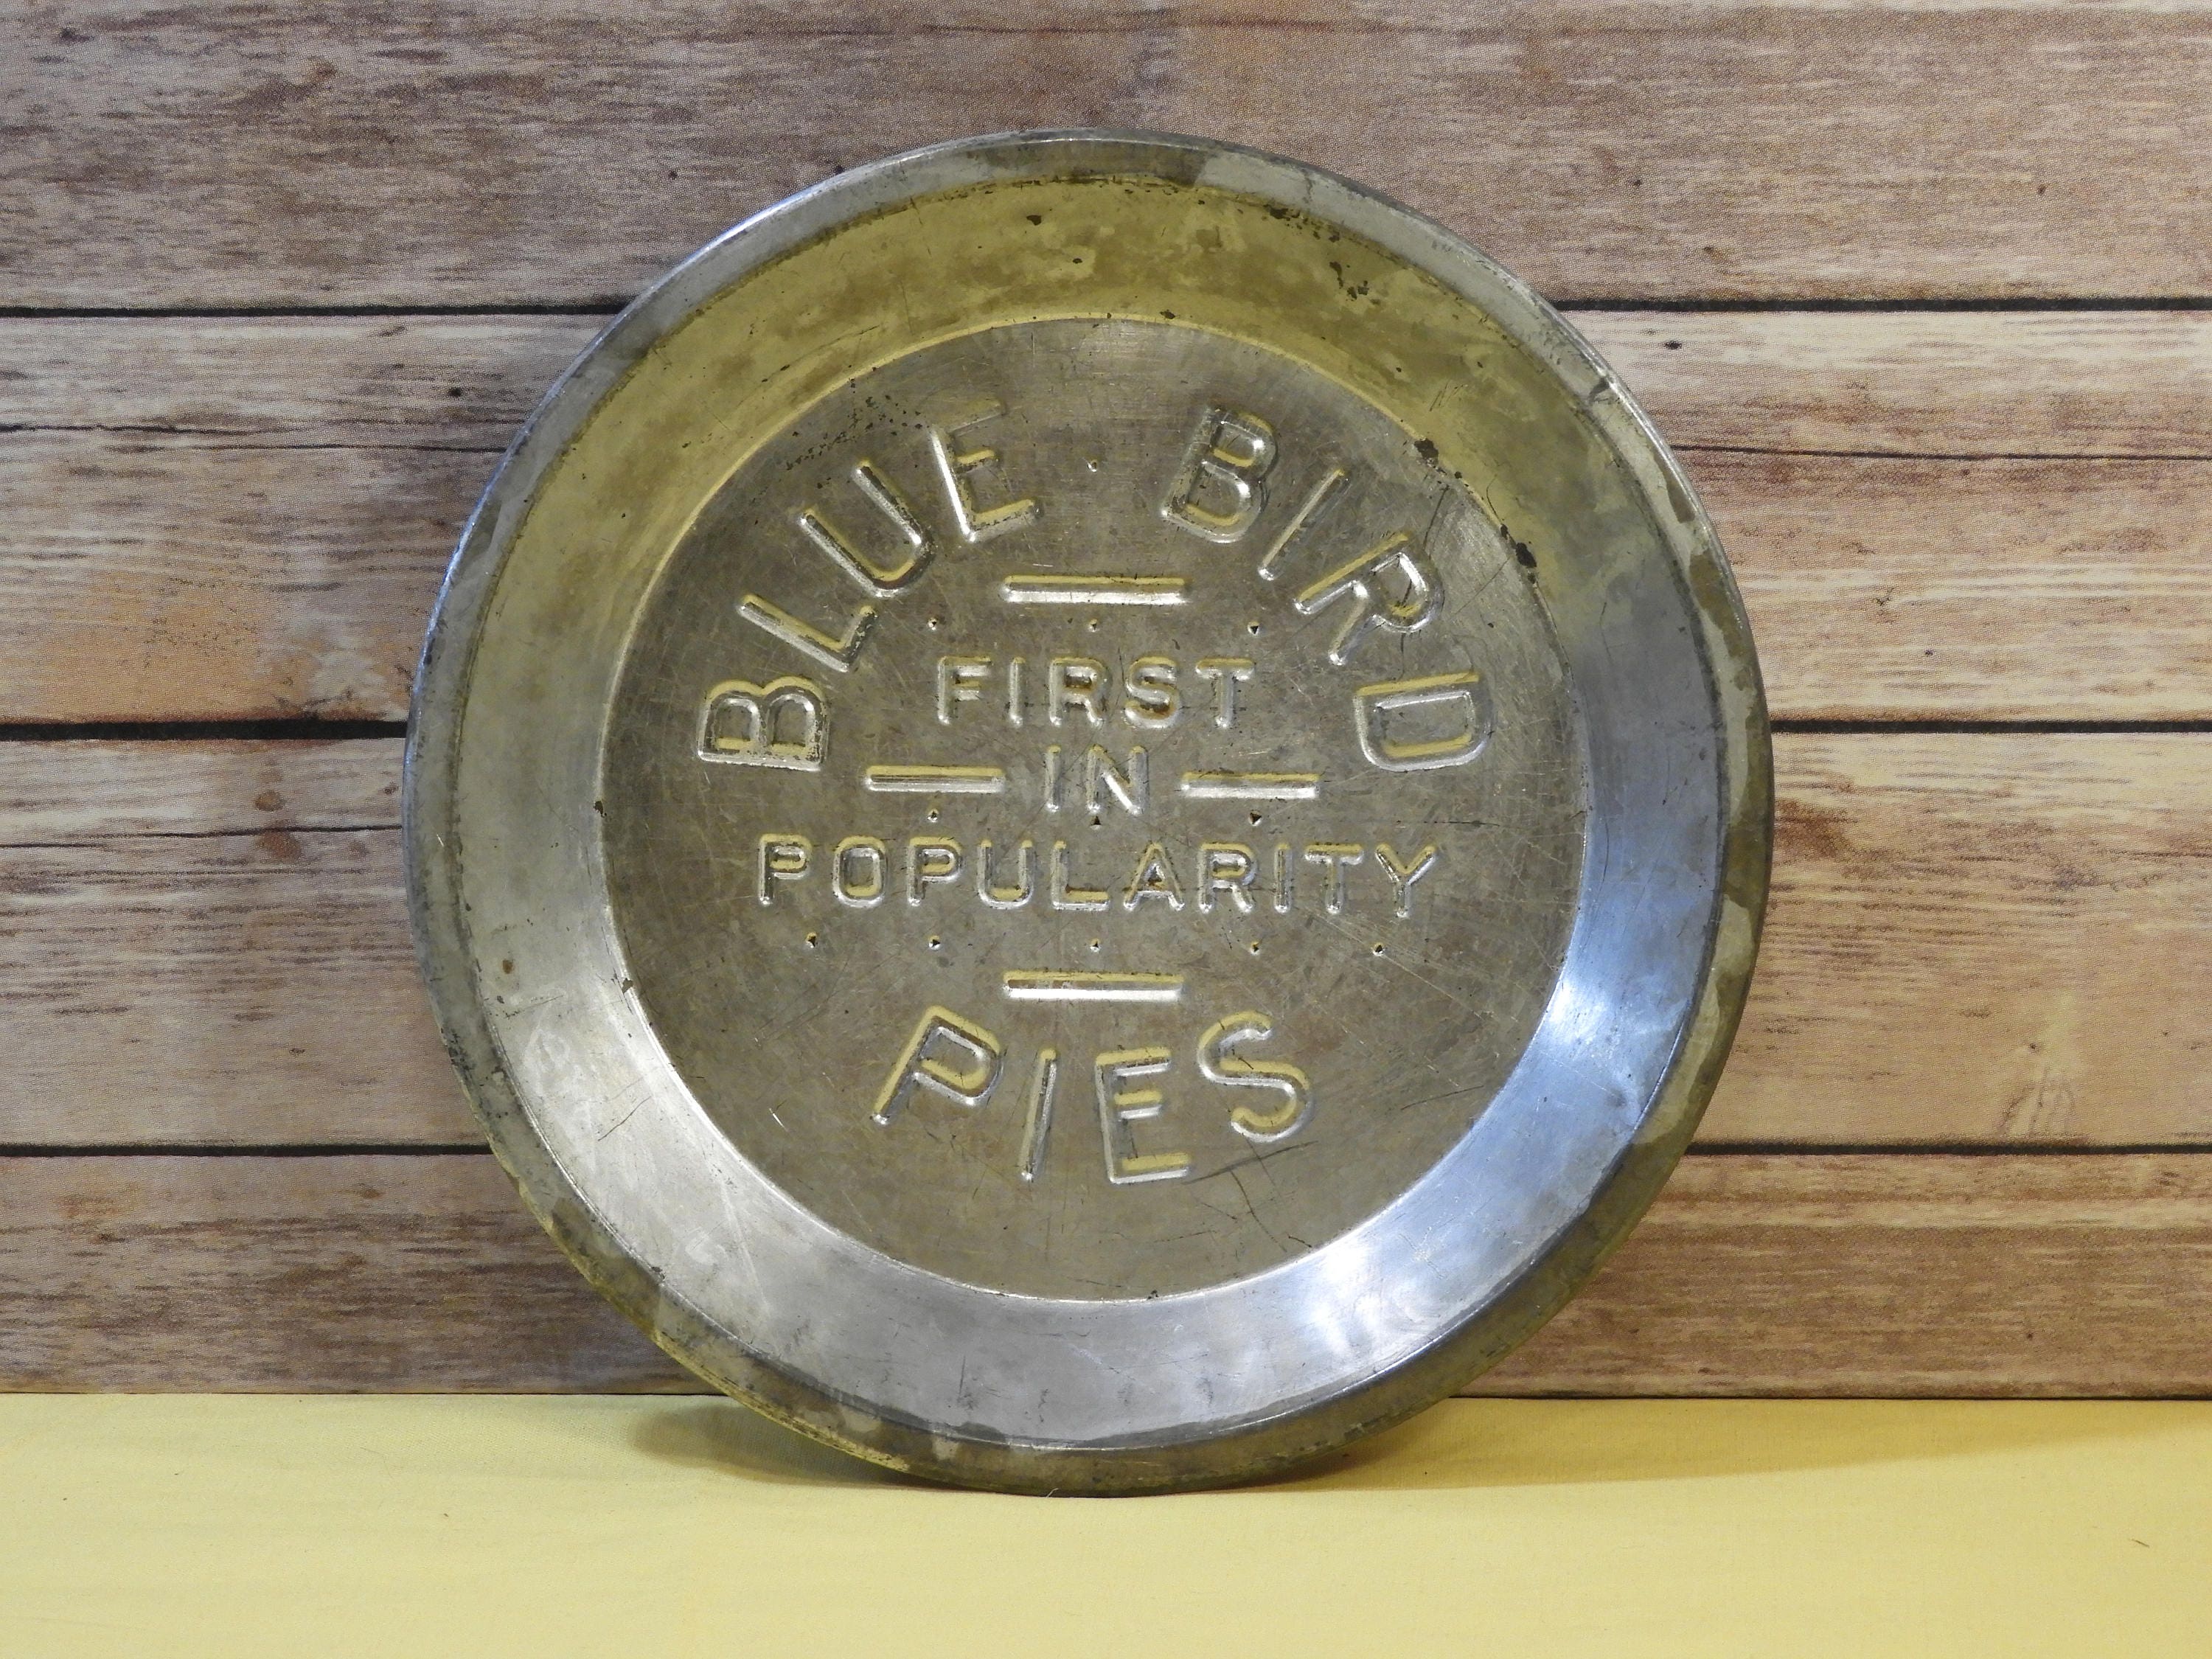 BLUE BIRD
FIRST
IN
POPULARITY
PIES